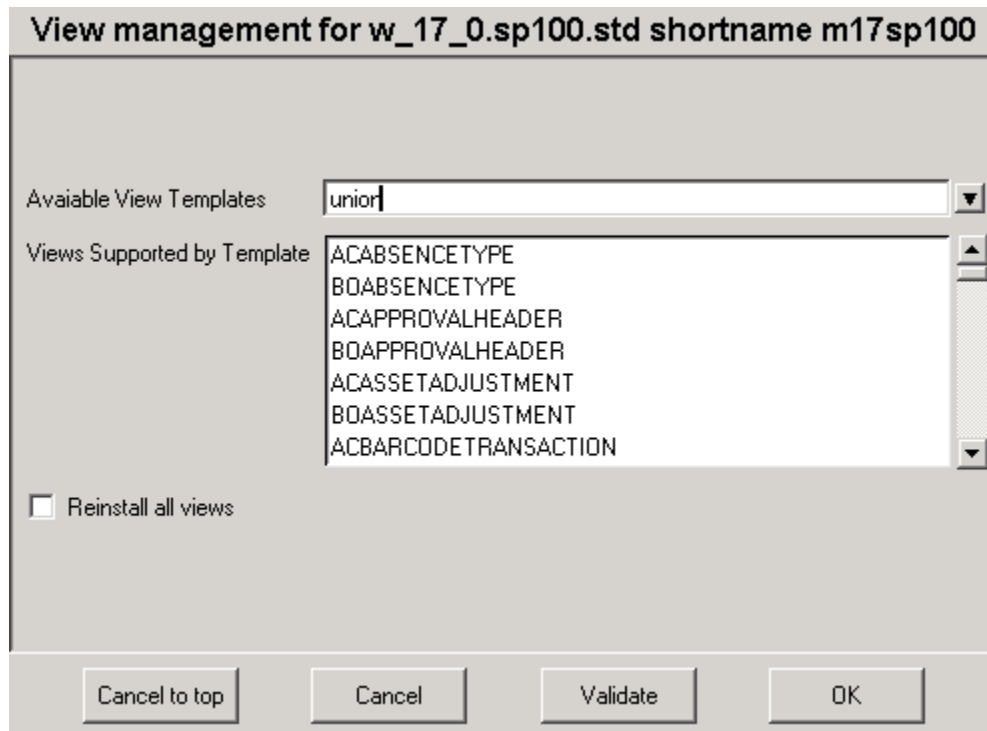 View management for w_17_0.sp100.std shortname m17sp100
Avaiable View Templates
union
Views Supported by Template
ACABSENCETYPE
BOABSENCETYPE
ACAPPROVALHEADER
BOAPPROVALHEADER
ACASSETADJUSTMENT
BOASSETADJUSTMENT
ACBARCODETRANSACTION
Reinstall all views
Cancel to top
Cancel
Validate
OK